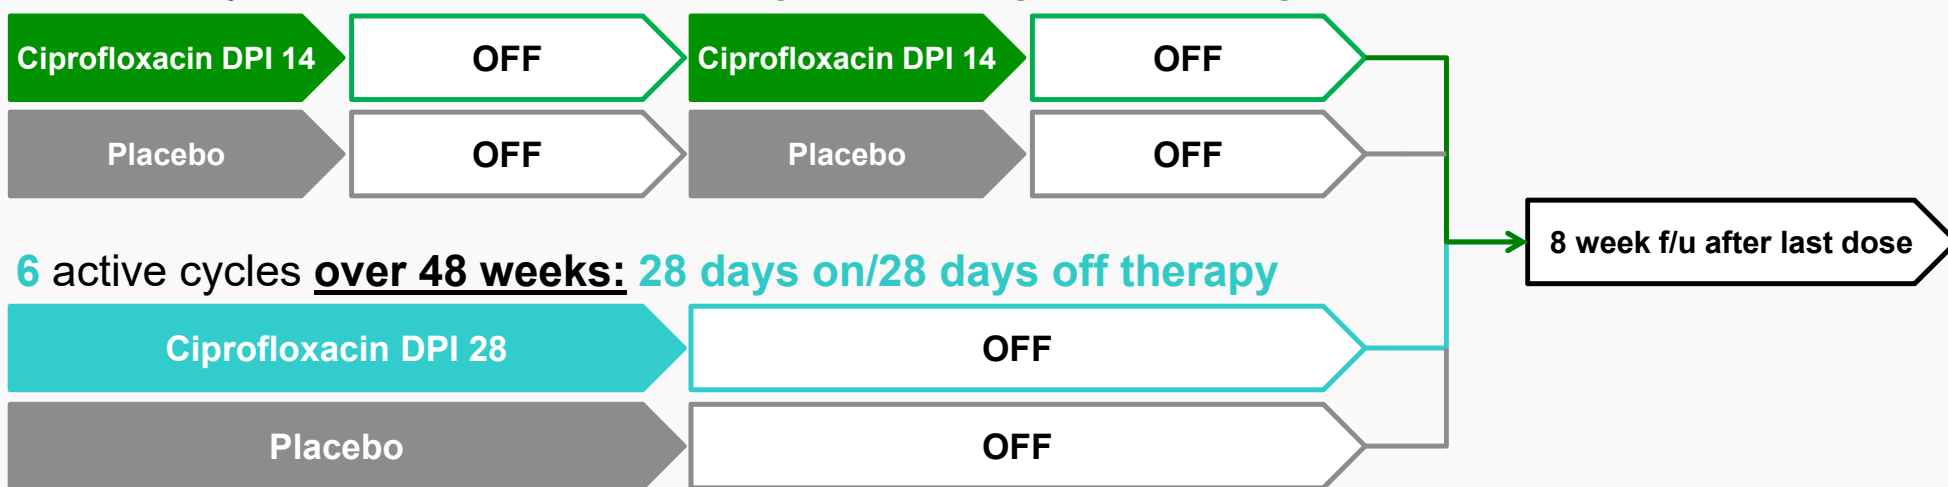 Ciprofloxacin DPI 14 OFF Ciprofloxacin DPI 14 OFF
Placebo OFF Placebo OFF
8 week f/u after last dose
6 active cycles over 48 weeks: 28 days on/28 days off therapy
Ciprofloxacin DPI 28 OFF
Placebo OFF